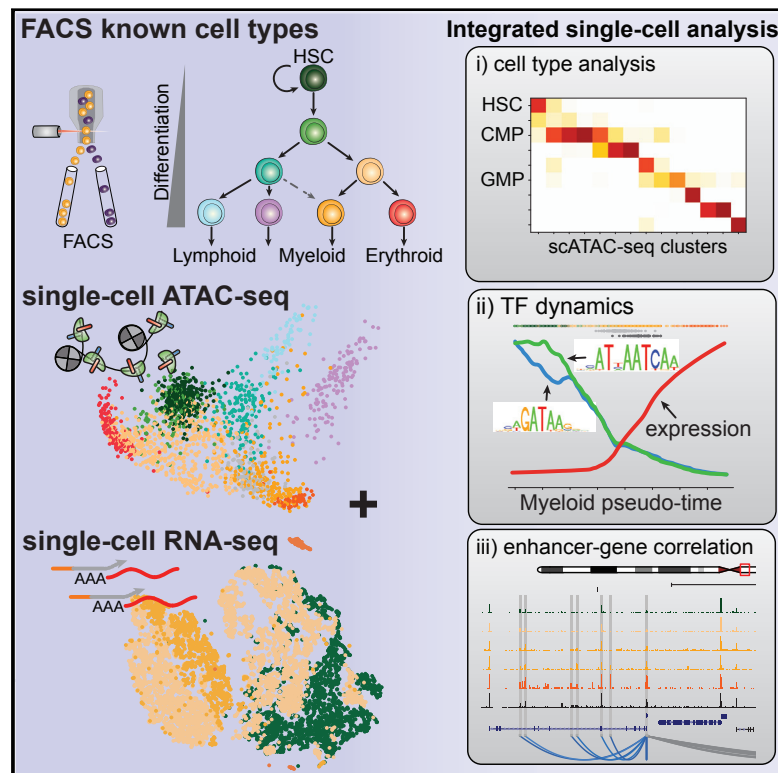 FACS known cell types
HSC
Differentiation
FACS
Lymphoid
Myeloid
Erythroid
single-cell ATAC-seq
+
single-cell RNA-seq
AAA
AAA
Integrated single-cell analysis
i) cell type analysis
HSC
CMP
GMP
scATAC-seq clusters
ii) TF dynamics
GATAA
expression
Myeloid pseudo-time
iii) enhancer-gene correlation